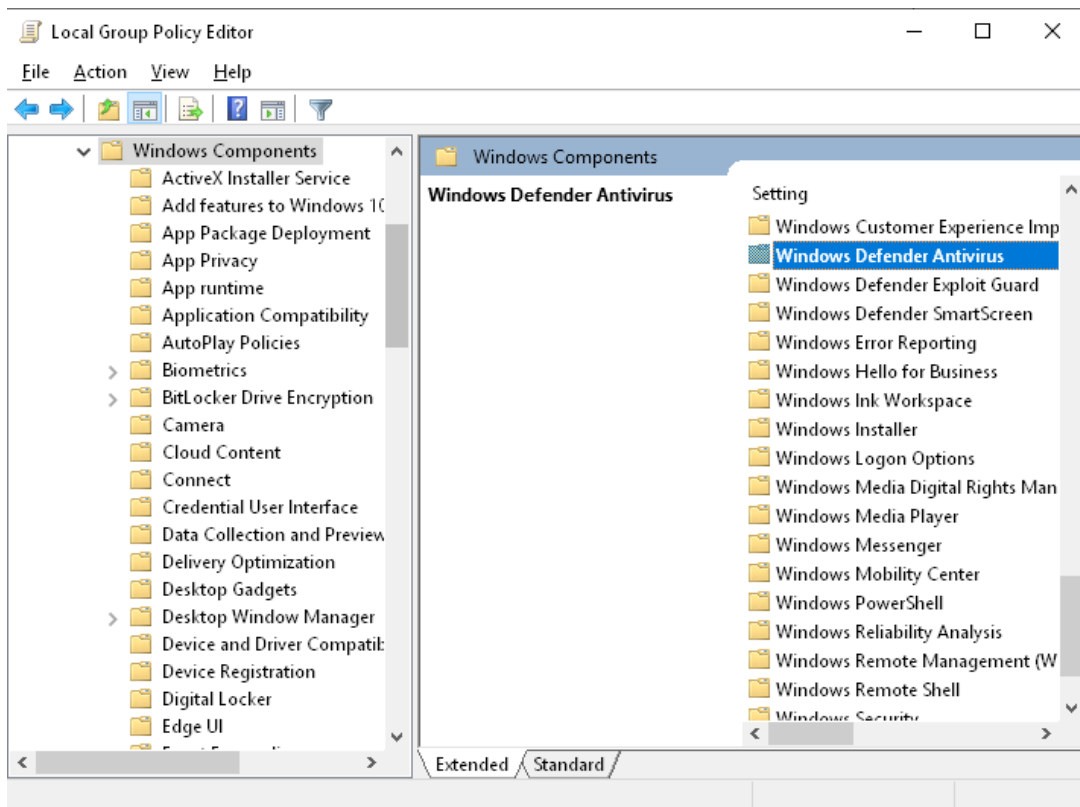 Local Group Policy Editor
File Action View Help
Windows Components
ActiveX Installer Service
Add features to Windows 10
App Package Deployment
App Privacy
App runtime
Application Compatibility
AutoPlay Policies
Biometrics
BitLocker Drive Encryption
Camera
Cloud Content
Connect
Credential User Interface
Data Collection and Preview
Delivery Optimization
Desktop Gadgets
Desktop Window Manager
Device and Driver Compatib
Device Registration
Digital Locker
Edge UI
Windows Components
Windows Defender Antivirus
Setting
Windows Customer Experience Imp
Windows Defender Antivirus
Windows Defender Exploit Guard
Windows Defender SmartScreen
Windows Error Reporting
Windows Hello for Business
Windows Ink Workspace
Windows Installer
Windows Logon Options
Windows Media Digital Rights Man
Windows Media Player
Windows Messenger
Windows Mobility Center
Windows PowerShell
Windows Reliability Analysis
Windows Remote Management (W
Windows Remote Shell
Windows Security
Extended Standard